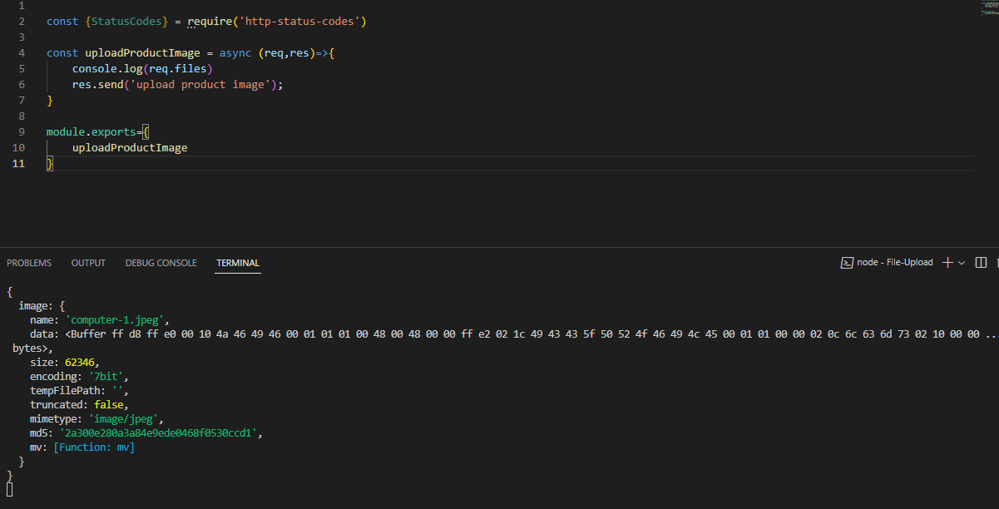 1
2 const {StatusCodes} = require('http-status-codes')
3
4 const uploadProductImage = async (req,res)=>{
5 console.log(req.files)
6 res.send('upload product image');
7 }
8
9 module.exports={
10 uploadProductImage
11 }
PROBLEMS OUTPUT DEBUG CONSOLE TERMINAL node - File-Upload
{
image: {
name: 'computer-1.jpeg',
data: <Buffer ff d8 ff e0 00 10 4a 46 49 46 00 01 01 01 00 48 00 48 00 00 ff e2 02 1c 49 43 43 5f 50 52 4f 46 49 4c 45 00 01 01 00 00 02 0c 6c 63 6d 73 02 10 00 00 ...
bytes>,
size: 62346,
encoding: '7bit',
tempFilePath: '',
truncated: false,
mimetype: 'image/jpeg',
md5: '2a300e280a3a84e9ede0468f0530ccd1',
mv: [Function: mv]
}
}